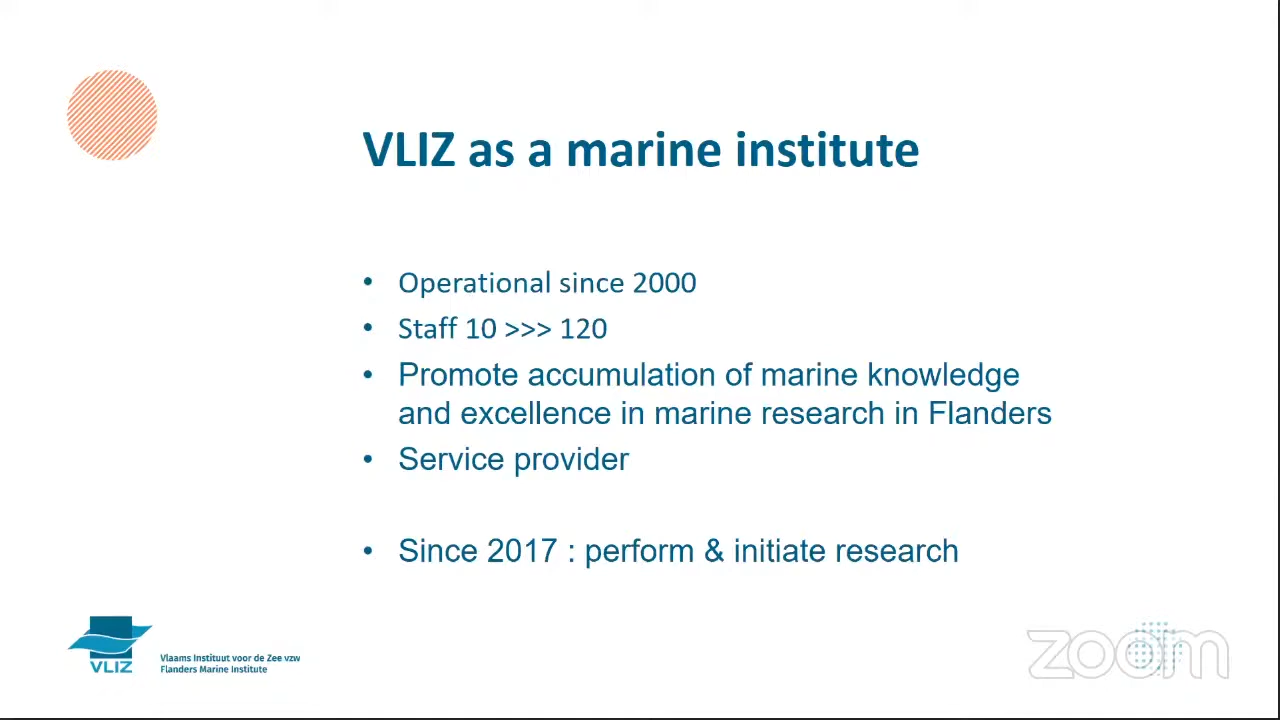 VLIZ as a marine institute
• Operational since 2000
• Staff 10 >>> 120
• Promote accumulation of marine knowledge
and excellence in marine research in Flanders
• Service provider
• Since 2017 : perform & initiate research
VLIZ
Vlaams Instituut voor de Zee vzw
Flanders Marine Institute
zoom